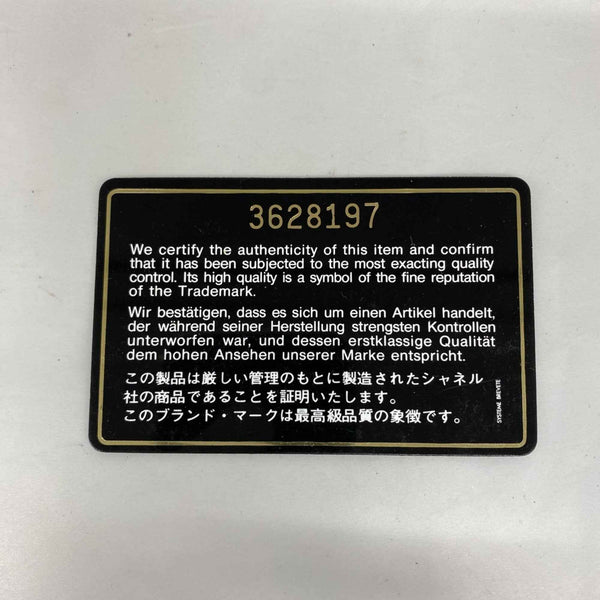 3628197
We certify the authenticity of this item and confirm
that it has been subjected to the most exacting quality
control. Its high quality is a symbol of the fine reputation
of the Trademark.
Wir bestätigen, dass es sich um einen Artikel handelt,
der während seiner Herstellung strengsten Kontrollen
unterworfen war, und dessen erstklassige Qualität
dem hohen Ansehen unserer Marke entspricht.
この製品は厳しい管理のもとに製造されたシャネル
社の商品であることを証明いたします。
このブランド・マークは最高級品質の象徴です。
SYSTEME BREVETE